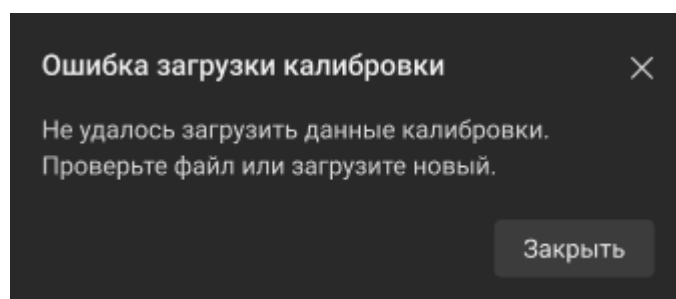 Ошибка загрузки калибровки
Не удалось загрузить данные калибровки.
Проверьте файл или загрузите новый.
Закрыть